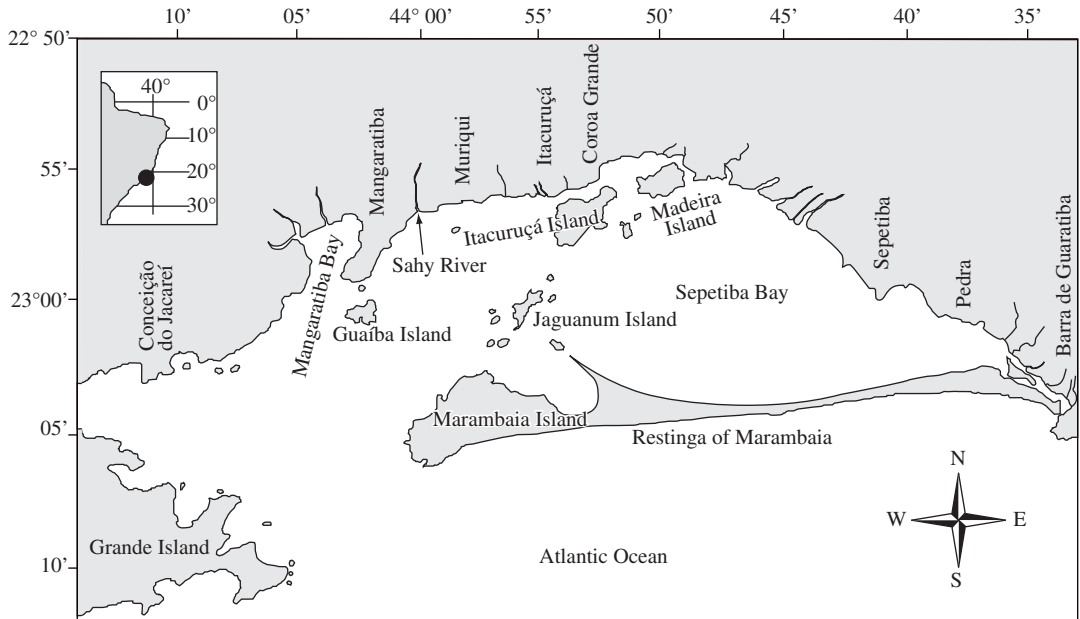 10’
05’
44° 00’
55’
50’
45’
40’
35’
22° 50’
55’
23° 00’
05’
10’
40°
0°
10°
20°
30°
Conceição
do Jacareí
Mangaratiba Bay
Mangaratiba
Sahy River
Muriqui
Itacuruçá
Coroa Grande
Itacuruçá Island
Madeira
Island
Sepetiba
Pedra
Barra de Guaratiba
Guaíba Island
Jaguanum Island
Sepetiba Bay
Marambaia Island
Restinga of Marambaia
Grande Island
Atlantic Ocean
N
W
E
S